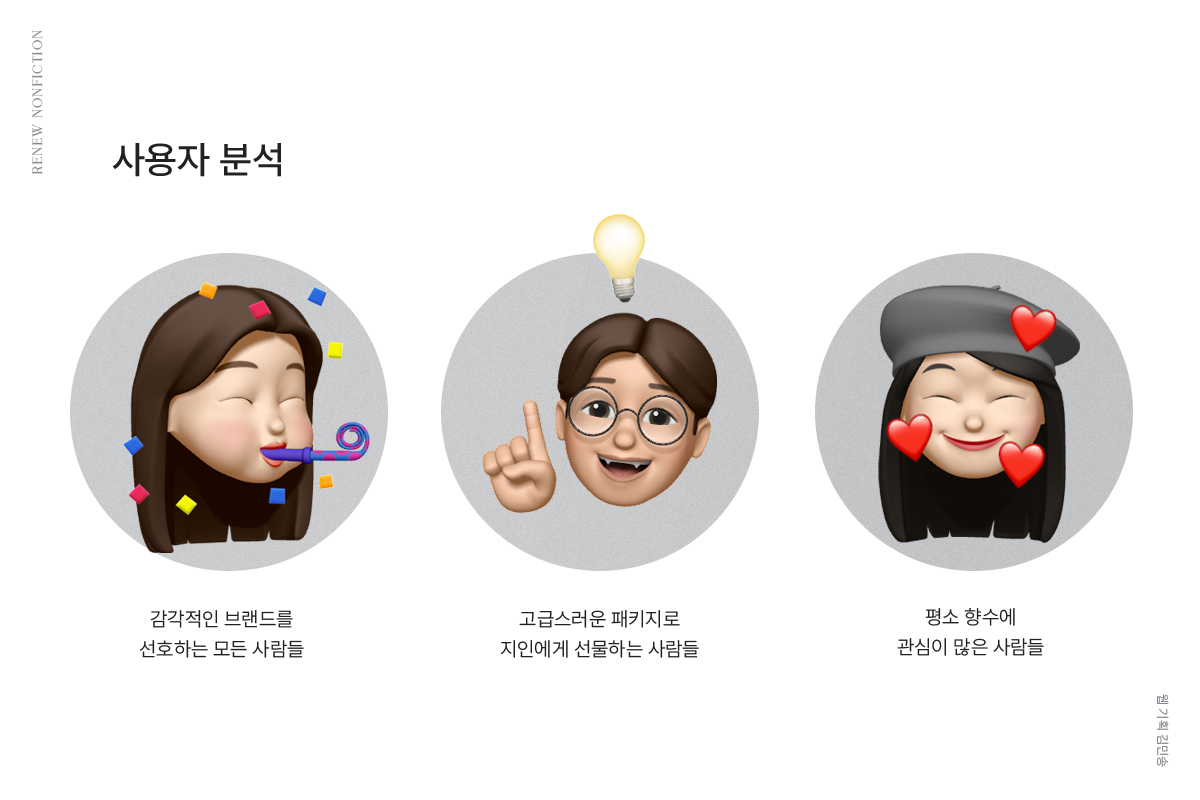 RENEW NONFICTION
사용자 분석
감각적인 브랜드를
선호하는 모든 사람들
고급스러운 패키지로
지인에게 선물하는 사람들
평소 향수에
관심이 많은 사람들
웹 기획 김민송